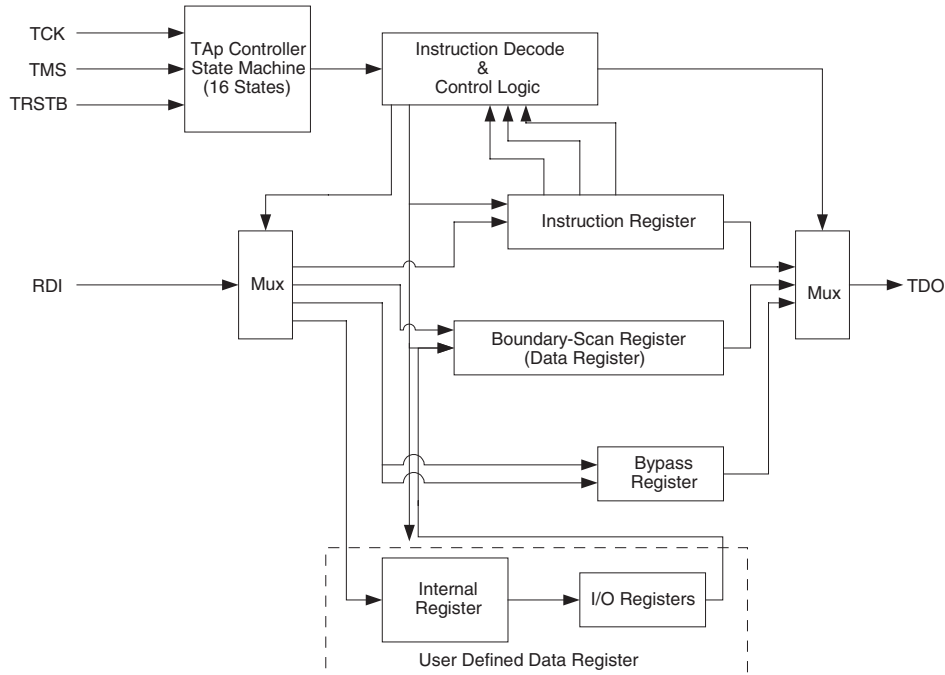 TCK
TMS
TRSTB
TAp Controller
State Machine
(16 States)
Instruction Decode
&
Control Logic
Instruction Register
RDI
Mux
Mux
TDO
Boundary-Scan Register
(Data Register)
Bypass
Register
Internal
Register
I/O Registers
User Defined Data Register